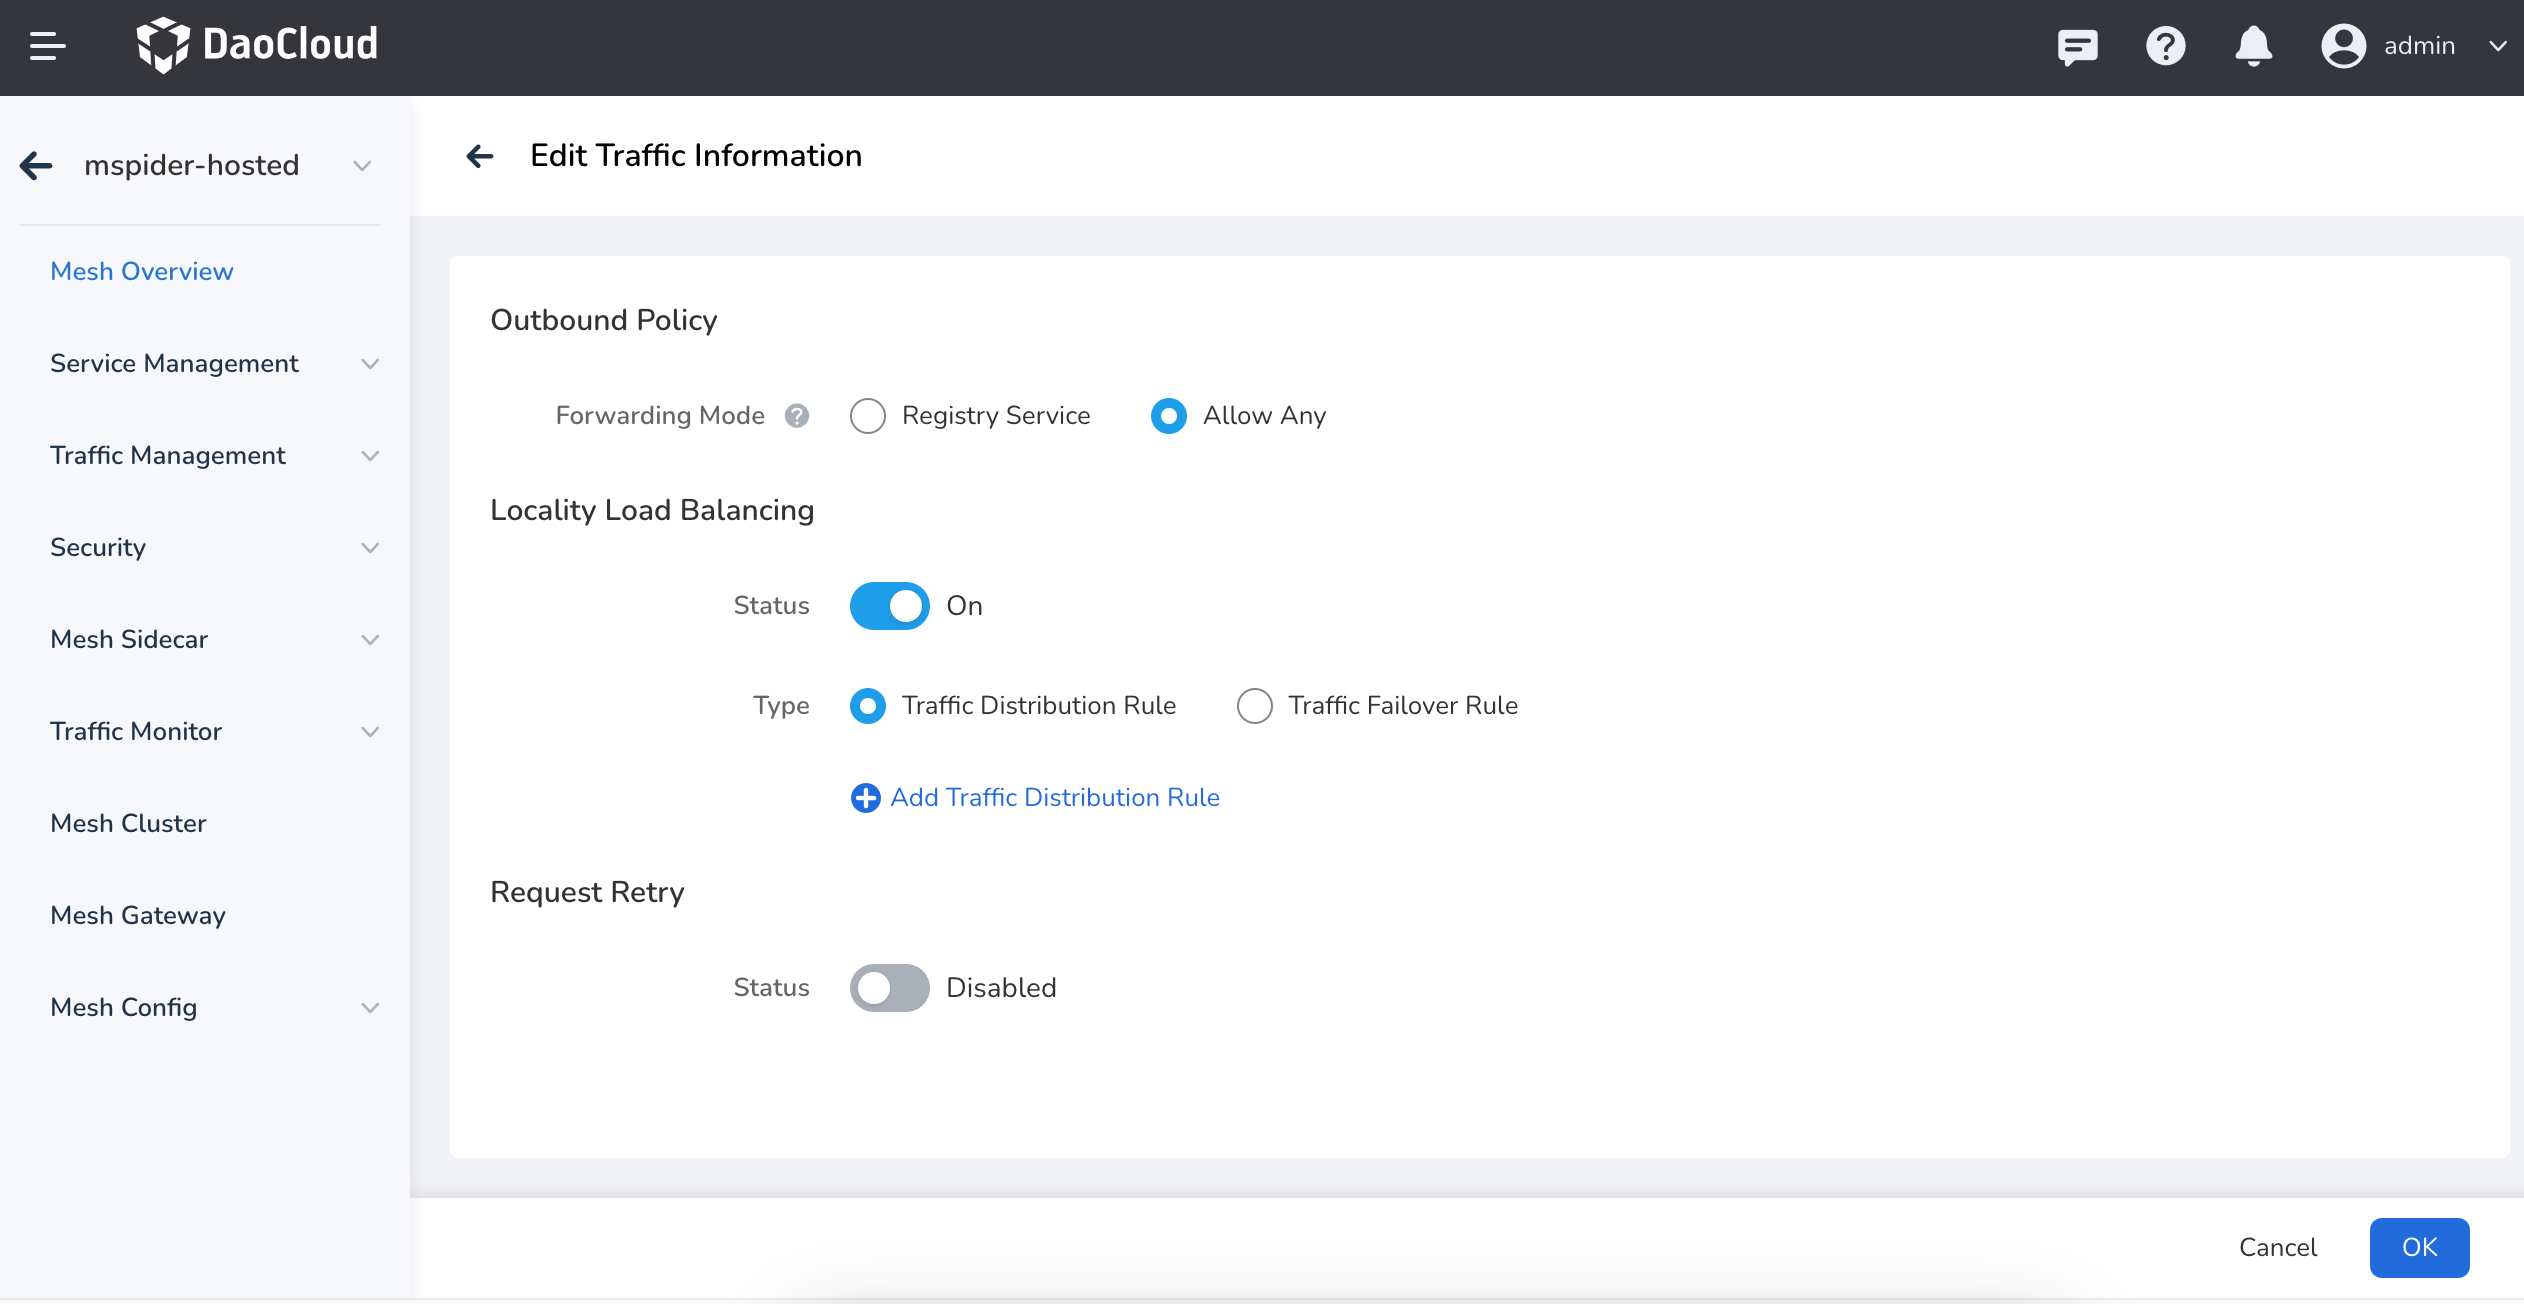 DaoCloud
admin
mspider-hosted
Mesh Overview
Service Management
Traffic Management
Security
Mesh Sidecar
Traffic Monitor
Mesh Cluster
Mesh Gateway
Mesh Config
Edit Traffic Information
Outbound Policy
Forwarding Mode ? Registry Service Allow Any
Locality Load Balancing
Status On
Type Traffic Distribution Rule Traffic Failover Rule
Add Traffic Distribution Rule
Request Retry
Status Disabled
Cancel OK